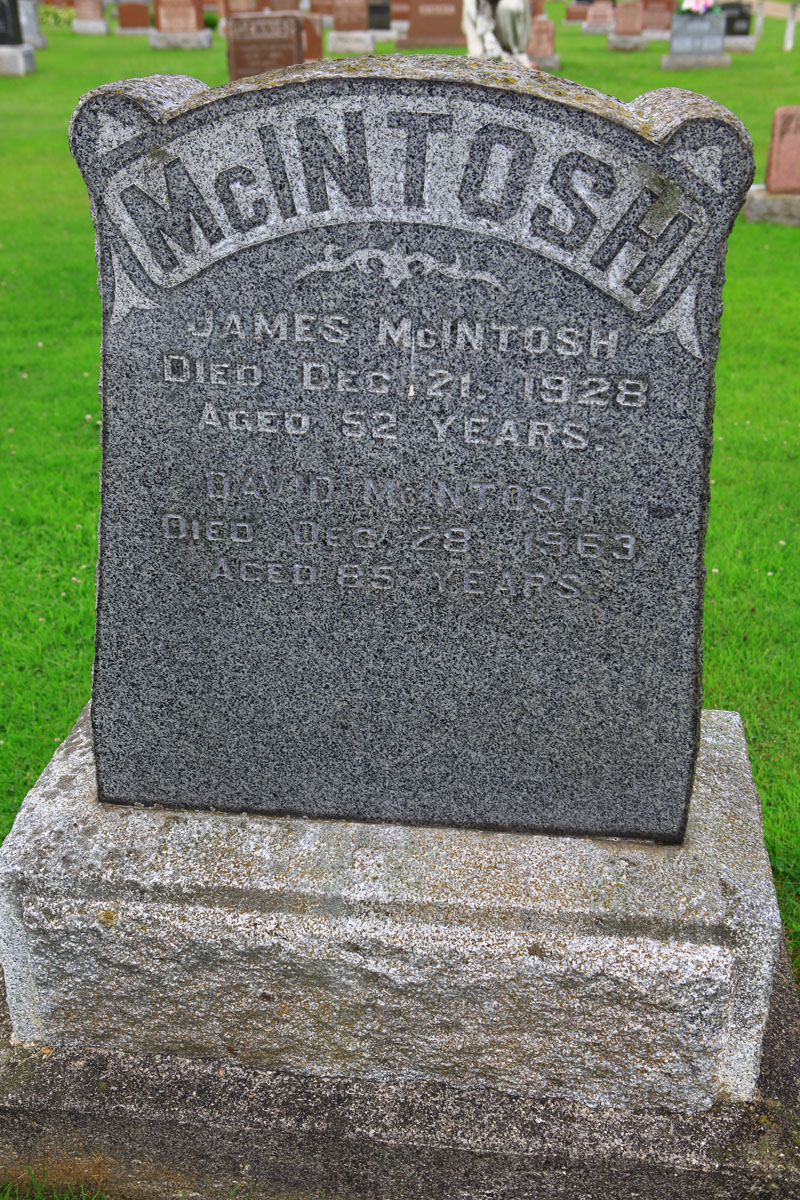 McINTOSH
JAMES McINTOSH
DIED DEC 21. 1928
AGED 52 YEARS.
DAVID McINTOSH
DIED DEC 28 1963
AGED 85 YEARS